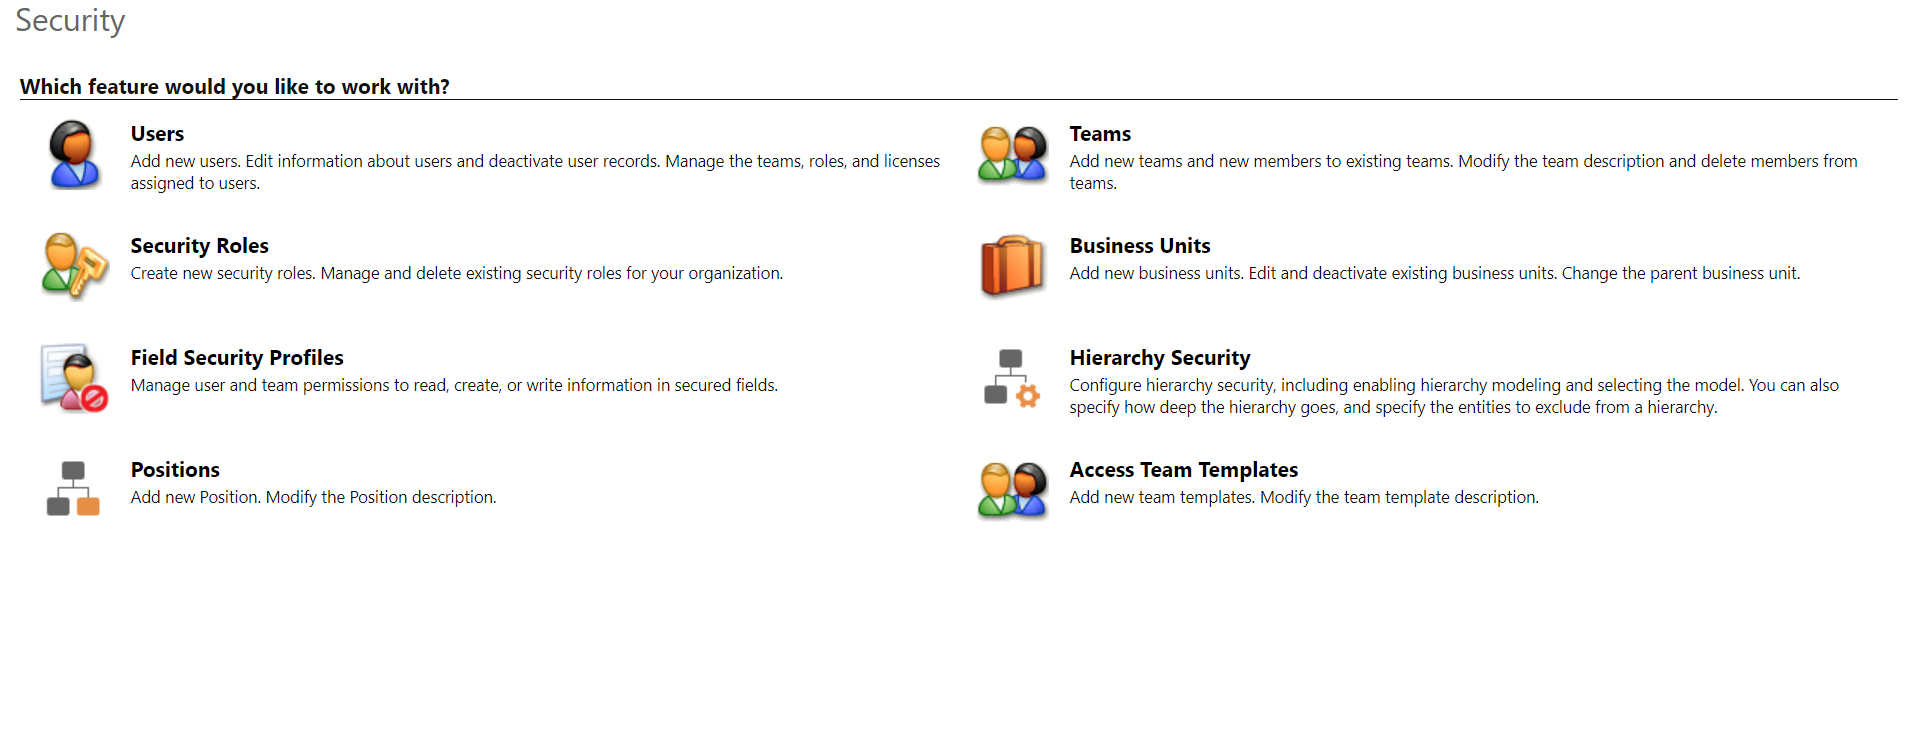 Security
Which feature would you like to work with?
Users
Add new users. Edit information about users and deactivate user records. Manage the teams, roles, and licenses
assigned to users.
Teams
Add new teams and new members to existing teams. Modify the team description and delete members from
teams.
Security Roles
Create new security roles. Manage and delete existing security roles for your organization.
Business Units
Add new business units. Edit and deactivate existing business units. Change the parent business unit.
Field Security Profiles
Manage user and team permissions to read, create, or write information in secured fields.
Hierarchy Security
Configure hierarchy security, including enabling hierarchy modeling and selecting the model. You can also
specify how deep the hierarchy goes, and specify the entities to exclude from a hierarchy.
Positions
Add new Position. Modify the Position description.
Access Team Templates
Add new team templates. Modify the team template description.